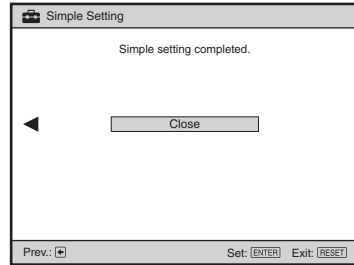 Simple Setting
Simple setting completed.
Close
Prev.: Set: ENTER Exit: RESET